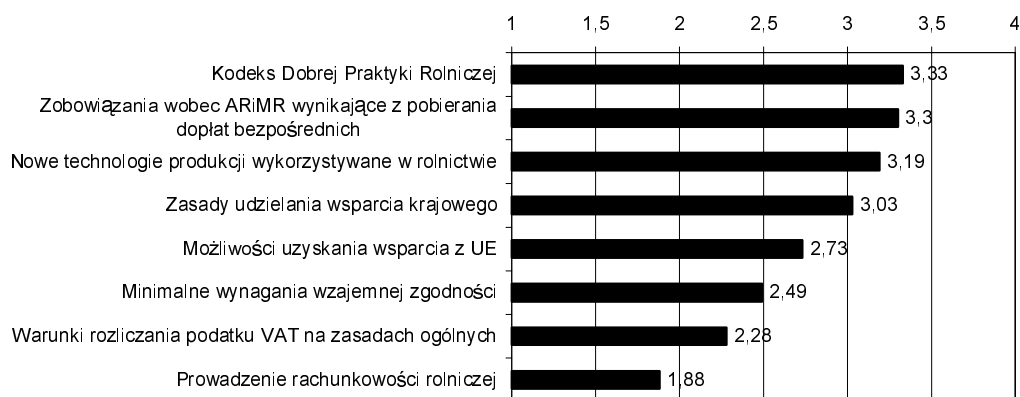 1 1,5 2 2,5 3 3,5 4
Kodeks Dobrej Praktyki Rolniczej 3,33
Zobowiązania wobec ARiMR wynikające z pobierania
dopłat bezpośrednich 3,3
Nowe technologie produkcji wykorzystywane w rolnictwie 3,19
Zasady udzielania wsparcia krajowego 3,03
Możliwości uzyskania wsparcia z UE 2,73
Minimalne wynagania wzajemnej zgodności 2,49
Warunki rozliczania podatku VAT na zasadach ogólnych 2,28
Prowadzenie rachunkowości rolniczej 1,88